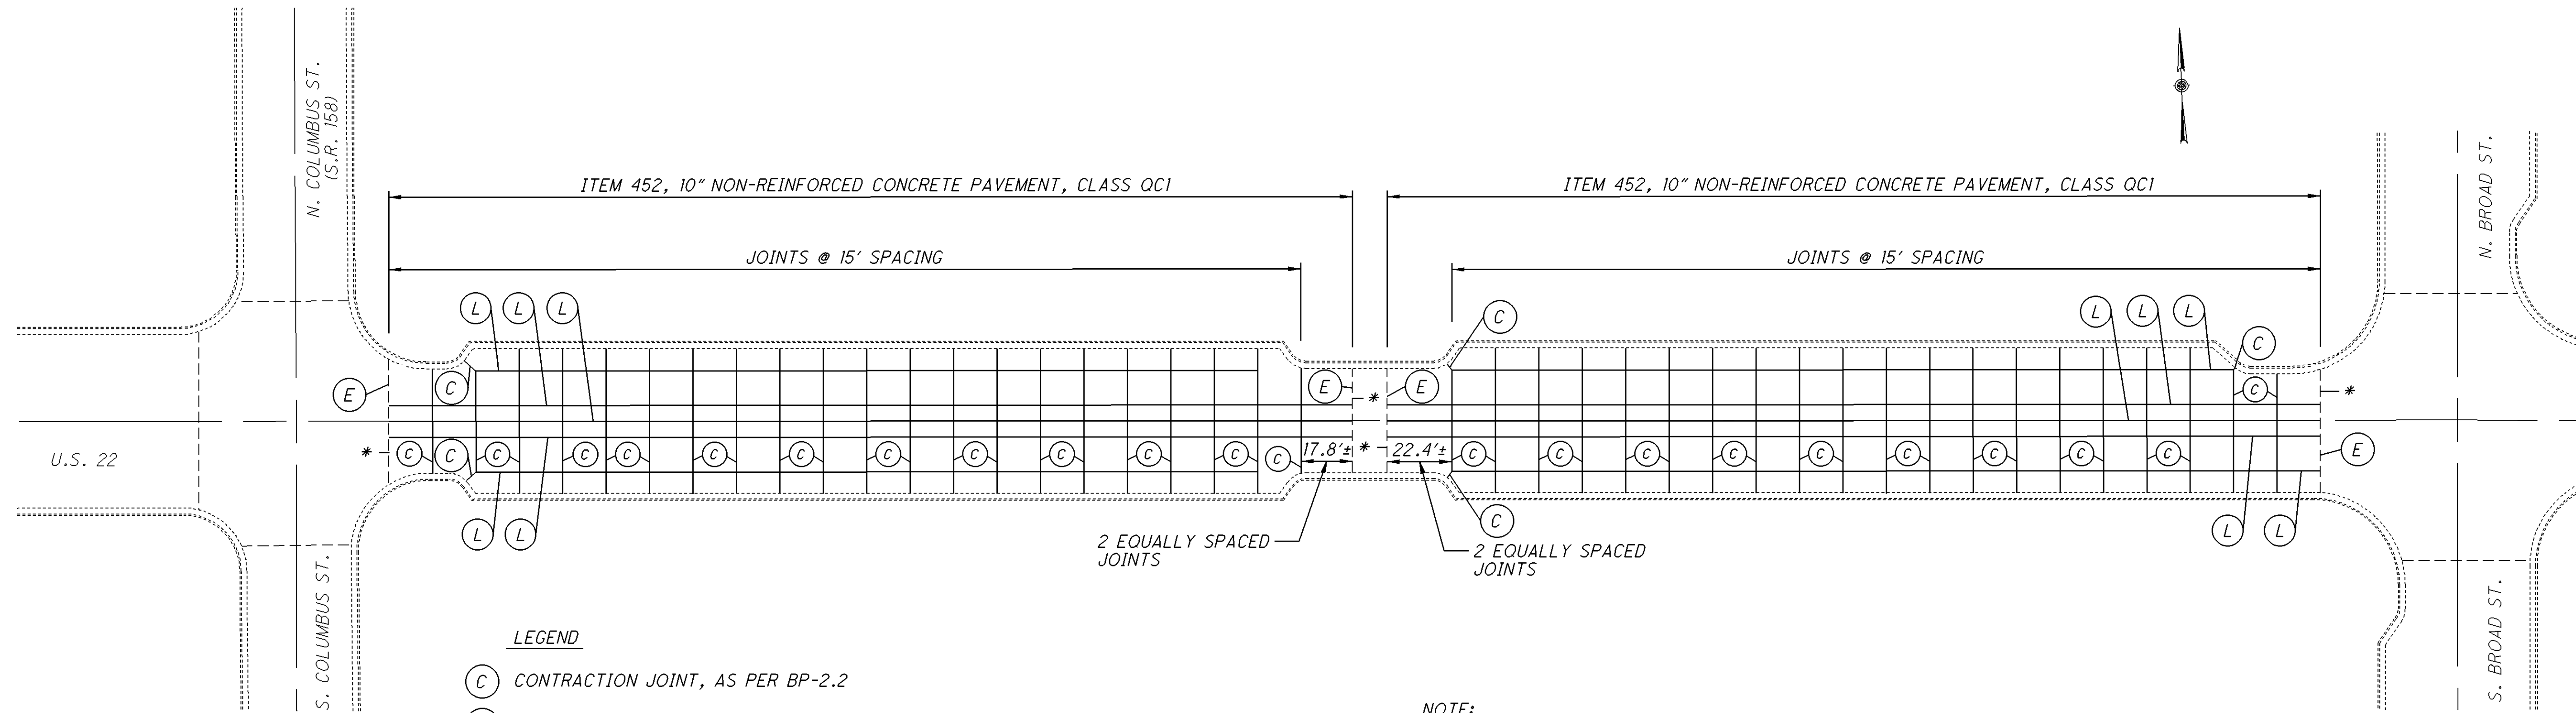 N. COLUMBUS ST.
(S.R. 158)
N. BROAD ST.
ITEM 452, 10" NON-REINFORCED CONCRETE PAVEMENT, CLASS QC1
ITEM 452, 10" NON-REINFORCED CONCRETE PAVEMENT, CLASS QC1
JOINTS @ 15' SPACING
JOINTS @ 15' SPACING
L L L
C
L L L
C
E
C
E
*
E
C
*
U.S. 22
*
C C C C C C C C C C C C
17.8'±
*
22.4'±
C C C C C C C C C
E
L L
C
L L
2 EQUALLY SPACED
JOINTS
2 EQUALLY SPACED
JOINTS
S. COLUMBUS ST.
S. BROAD ST.
LEGEND
C CONTRACTION JOINT, AS PER BP-2.2
NOTE: